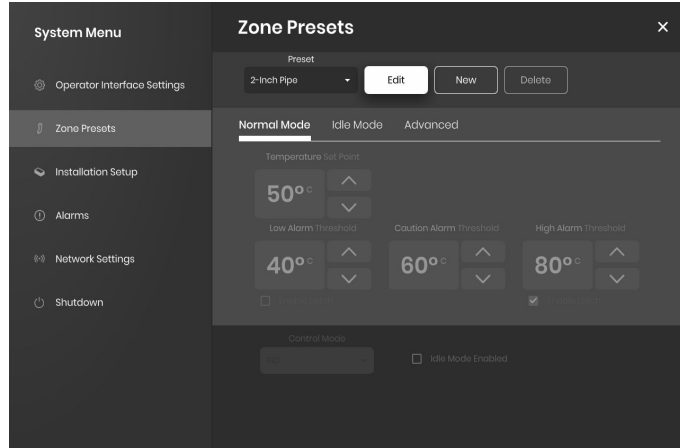 System Menu
Operator Interface Settings
Zone Presets
Installation Setup
Alarms
Network Settings
Shutdown
Zone Presets
Preset
2-Inch Pipe
Edit
New
Delete
Normal Mode Idle Mode Advanced
Temperature Set Point
50° C
Low Alarm Threshold Caution Alarm Threshold High Alarm Threshold
40° C 60° C 80° C
Control Mode
Idle Mode Enabled